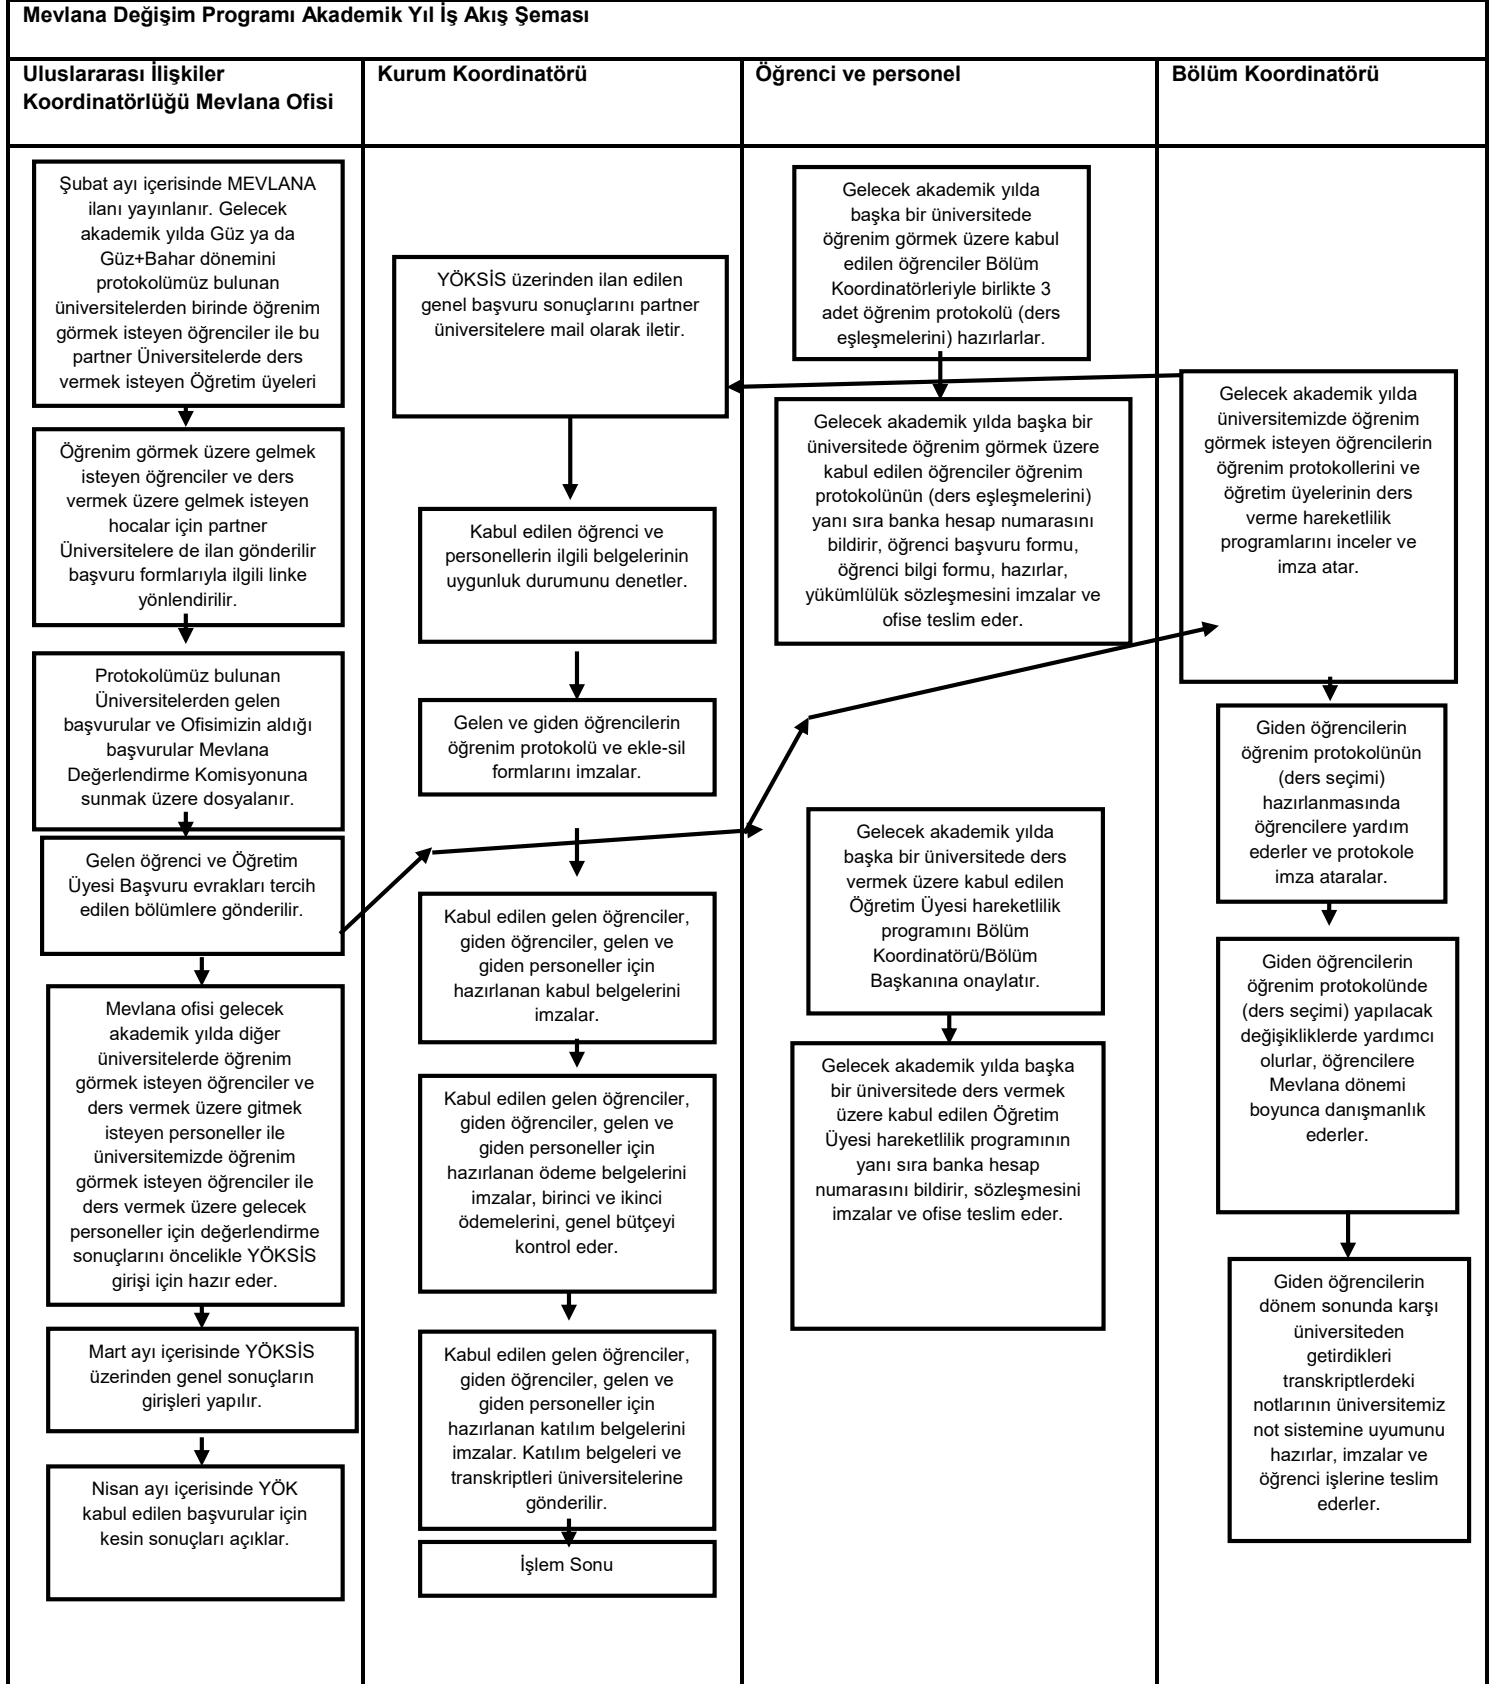 Mevlana Değişim Programı Akademik Yıl İş Akış Şeması
Uluslararası İlişkiler
Koordinatörlüğü Mevlana Ofisi
Kurum Koordinatörü
Öğrenci ve personel
Bölüm Koordinatörü
Şubat ayı içerisinde MEVLANA
ilanı yayınlanır. Gelecek
akademik yılda Güz ya da
Güz+Bahar dönemini
protokolümüz bulunan
üniversitelerden birinde öğrenim
görmek isteyen öğrenciler ile bu
partner Üniversitelerde ders
vermek isteyen Öğretim üyeleri
Öğrenim görmek üzere gelmek
isteyen öğrenciler ve ders
vermek üzere gelmek isteyen
hocalar için partner
Üniversitelere de ilan gönderilir
başvuru formlarıyla ilgili linke
yönlendirilir.
Protokolümüz bulunan
Üniversitelerden gelen
başvurular ve Ofisimizin aldığı
başvurular Mevlana
Değerlendirme Komisyonuna
sunmak üzere dosyalanır.
Gelen öğrenci ve Öğretim
Üyesi Başvuru evrakları tercih
edilen bölümlere gönderilir.
Mevlana ofisi gelecek
akademik yılda diğer
üniversitelerde öğrenim
görmek isteyen öğrenciler ve
ders vermek üzere gitmek
isteyen personeller ile
üniversitemizde öğrenim
görmek isteyen öğrenciler ile
ders vermek üzere gelecek
personeller için değerlendirme
sonuçlarını öncelikle YÖKSİS
girişi için hazır eder.
Mart ayı içerisinde YÖKSİS
üzerinden genel sonuçların
girişleri yapılır.
Nisan ayı içerisinde YÖK
kabul edilen başvurular için
kesin sonuçları açıklar.
YÖKSİS üzerinden ilan edilen
genel başvuru sonuçlarını partner
üniversitelere mail olarak iletir.
Kabul edilen öğrenci ve
personellerin ilgili belgelerinin
uygunluk durumunu denetler.
Gelen ve giden öğrencilerin
öğrenim protokolü ve ekle-sil
formlarını imzalar.
Kabul edilen gelen öğrenciler,
giden öğrenciler, gelen ve
giden personeller için
hazırlanan kabul belgelerini
imzalar.
Kabul edilen gelen öğrenciler,
giden öğrenciler, gelen ve
giden personeller için
hazırlanan ödeme belgelerini
imzalar, birinci ve ikinci
ödemelerini, genel bütçeyi
kontrol eder.
Kabul edilen gelen öğrenciler,
giden öğrenciler, gelen ve
giden personeller için
hazırlanan katılım belgelerini
imzalar. Katılım belgeleri ve
transkriptleri üniversitelerine
gönderilir.
İşlem Sonu
Gelecek akademik yılda
başka bir üniversitede
öğrenim görmek üzere kabul
edilen öğrenciler Bölüm
Koordinatörleriyle birlikte 3
adet öğrenim protokolü (ders
eşleşmelerini) hazırlarlar.
Gelecek akademik yılda başka bir
üniversitede öğrenim görmek üzere
kabul edilen öğrenciler öğrenim
protokolünün (ders eşleşmelerini)
yanı sıra banka hesap numarasını
bildirir, öğrenci başvuru formu,
öğrenci bilgi formu, hazırlar,
yükümlülük sözleşmesini imzalar ve
ofise teslim eder.
Gelecek akademik yılda
başka bir üniversitede ders
vermek üzere kabul edilen
Öğretim Üyesi hareketlilik
programını Bölüm
Koordinatörü/Bölüm
Başkanına onaylatır.
Gelecek akademik yılda başka
bir üniversitede ders vermek
üzere kabul edilen Öğretim
Üyesi hareketlilik programının
yanı sıra banka hesap
numarasını bildirir, sözleşmesini
imzalar ve ofise teslim eder.
Gelecek akademik yılda
üniversitemizde öğrenim
görmek isteyen öğrencilerin
öğrenim protokollerini ve
öğretim üyelerinin ders
verme hareketlilik
programlarını inceler ve
imza atar.
Giden öğrencilerin
öğrenim protokolünün
(ders seçimi)
hazırlanmasında
öğrencilere yardım
ederler ve protokole
imza ataralar.
Giden öğrencilerin
öğrenim protokolünde
(ders seçimi) yapılacak
değişikliklerde yardımcı
olurlar, öğrencilere
Mevlana dönemi
boyunca danışmanlık
ederler.
Giden öğrencilerin
dönem sonunda karşı
üniversiteden
getirdikleri
transkriptlerdeki
notlarının üniversitemiz
not sistemine uyumunu
hazırlar, imzalar ve
öğrenci işlerine teslim
ederler.